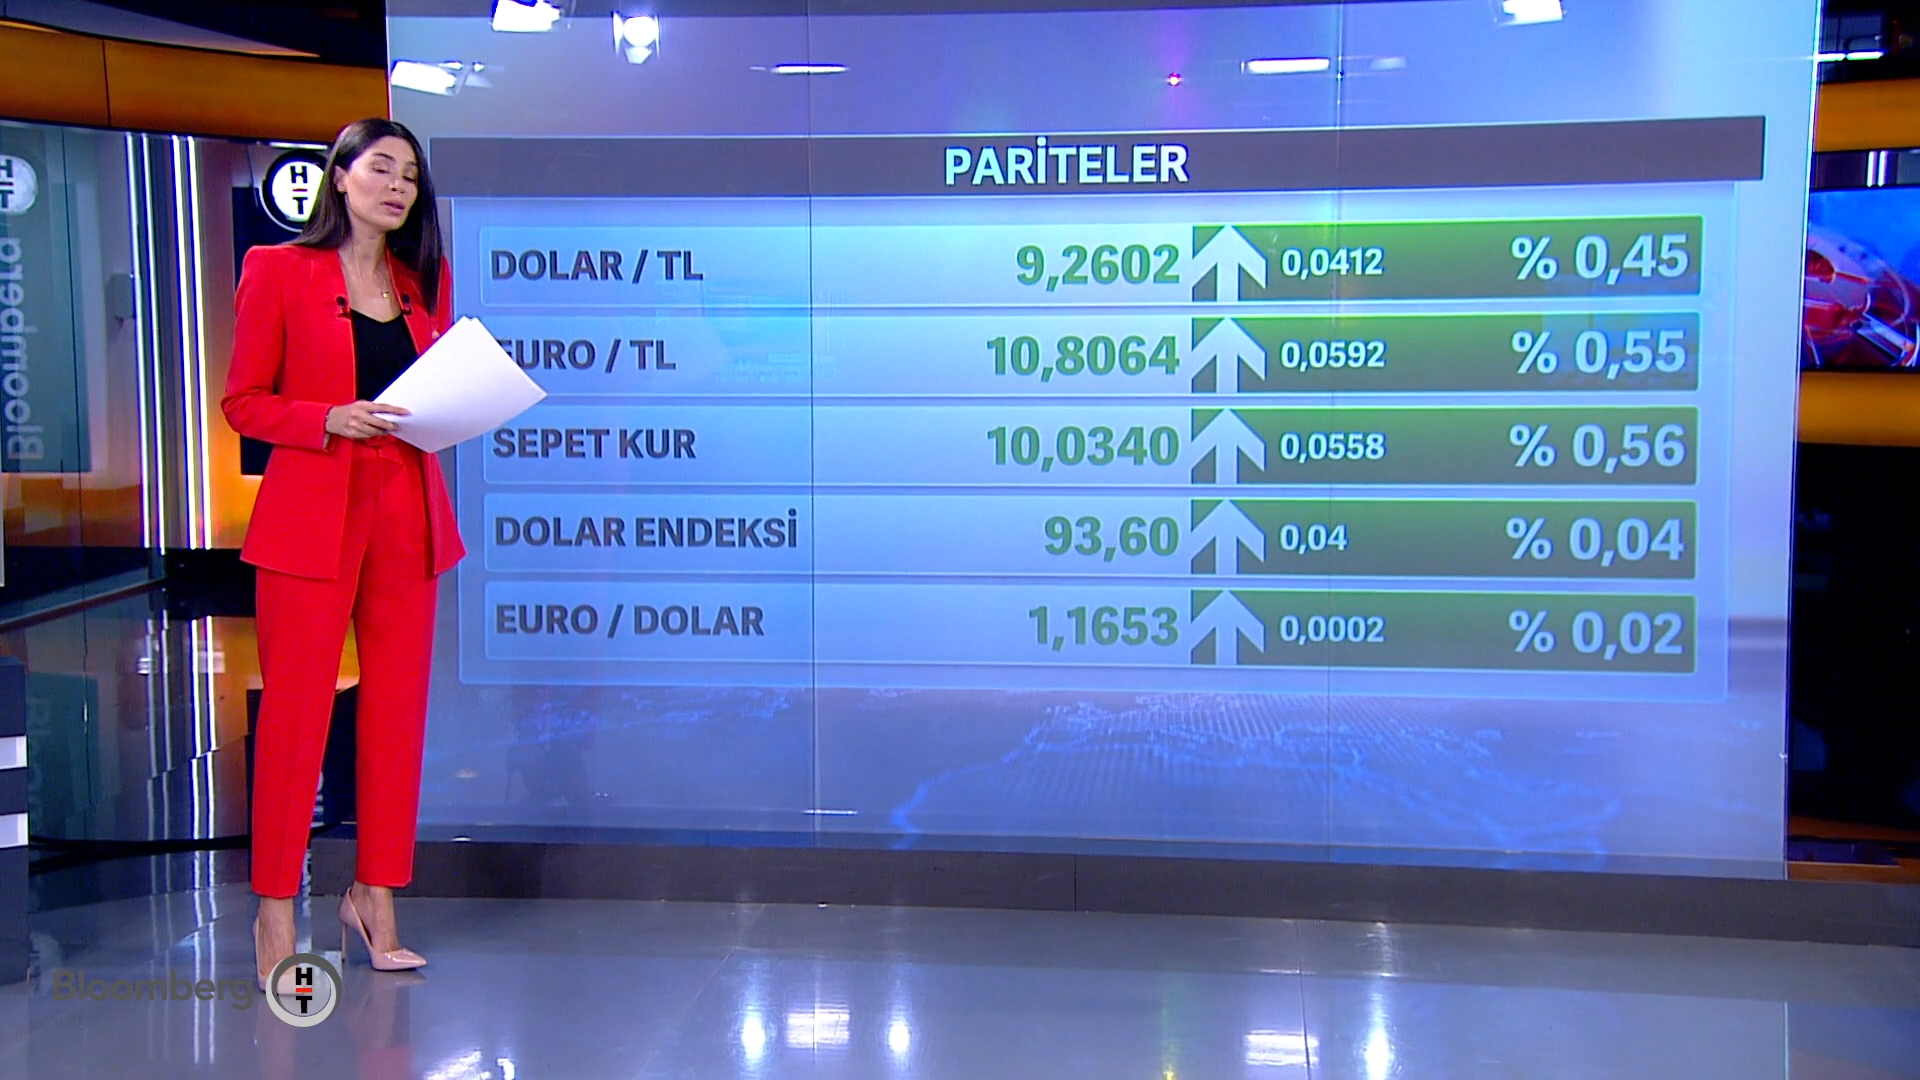 PARİTELER
DOLAR / TL 9,2602 0,0412 % 0,45
EURO / TL 10,8064 0,0592 % 0,55
SEPET KUR 10,0340 0,0558 % 0,56
DOLAR ENDEKSİ 93,60 0,04 % 0,04
EURO / DOLAR 1,1653 0,0002 % 0,02
H
T
H
T
Bloomberg
Bloomberg
H
T